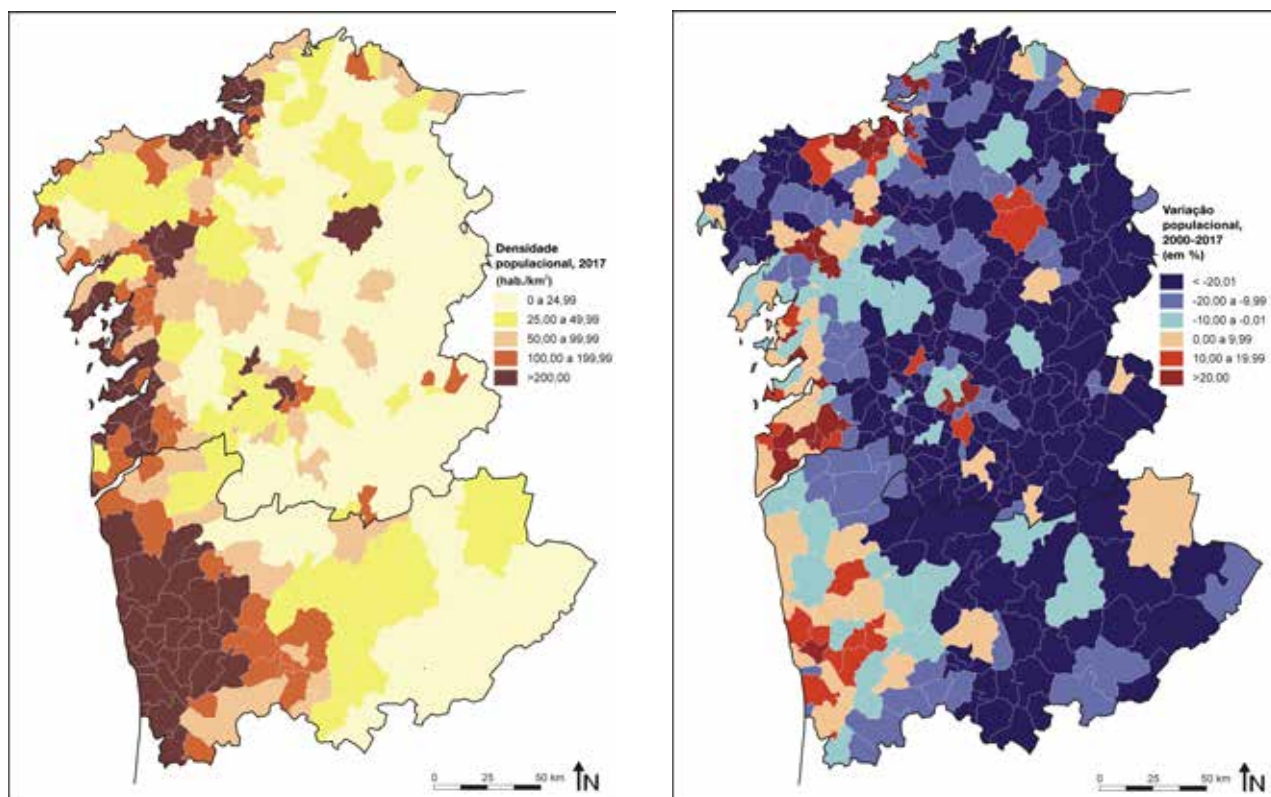 Densidade
populacional, 2017
(hab./km²)
0 a 24,99
25,00 a 49,99
50,00 a 99,99
100,00 a 199,99
>200,00
0 25 50 km
N
Variação
populacional,
2000-2017
(em %)
< -20,01
-20,00 a -9,99
-10,00 a -0,01
0,00 a 9,99
10,00 a 19,99
>20,00
0 25 50 km
N